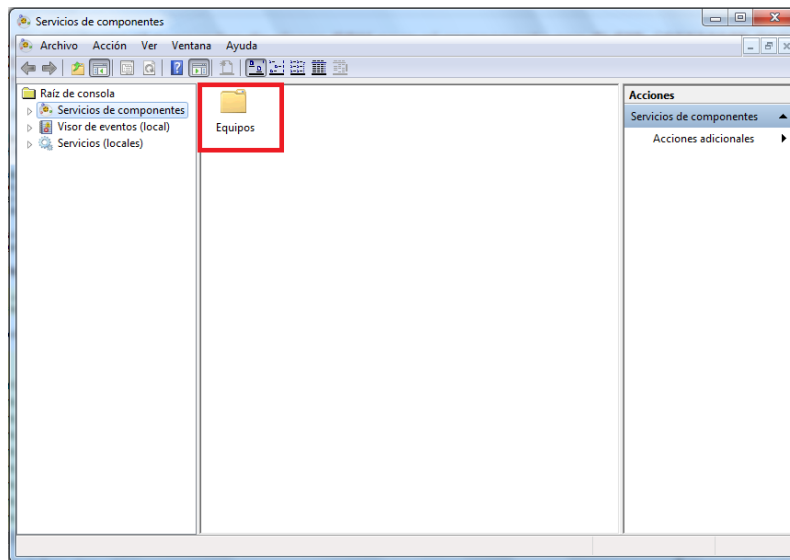 Servicios de componentes
Archivo Acción Ver Ventana Ayuda
Raíz de consola
Servicios de componentes
Visor de eventos (local)
Servicios (locales)
Equipos
Acciones
Servicios de componentes
Acciones adicionales